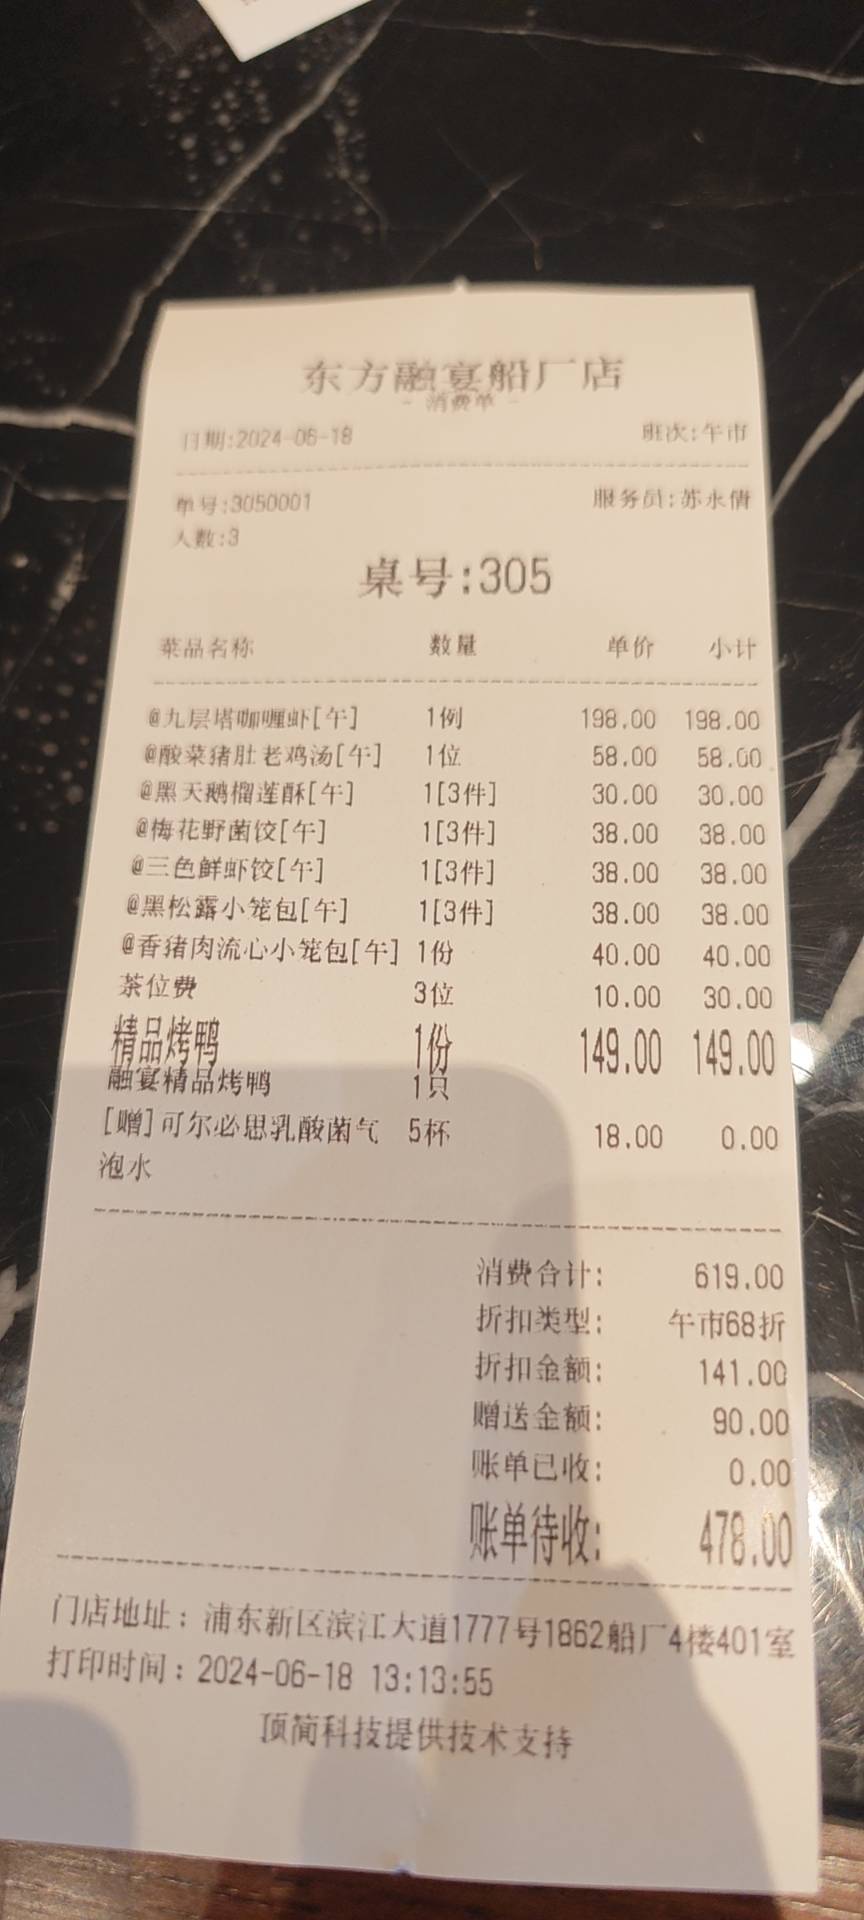 东方融宴船厂店
- 消费单 -
日期:2024-06-18 班次:午市
单号:3050001 服务员:苏永倩
人数:3
桌号:305
菜品名称 数量 单价 小计
@九层塔咖喱虾[午] 1例 198.00 198.00
@酸菜猪肚老鸡汤[午] 1位 58.00 58.00
@黑天鹅榴莲酥[午] 1[3件] 30.00 30.00
@梅花野菌饺[午] 1[3件] 38.00 38.00
@三色鲜虾饺[午] 1[3件] 38.00 38.00
@黑松露小笼包[午] 1[3件] 38.00 38.00
@香猪肉流心小笼包[午] 1份 40.00 40.00
茶位费 3位 10.00 30.00
精品烤鸭 1份 149.00 149.00
融宴精品烤鸭 1只
[赠]可尔必思乳酸菌气 5杯 18.00 0.00
泡水
消费合计: 619.00
折扣类型: 午市68折
折扣金额: 141.00
赠送金额: 90.00
账单已收: 0.00
账单待收: 478.00
门店地址：浦东新区滨江大道1777号1862船厂4楼401室
打印时间：2024-06-18 13:13:55
顶简科技提供技术支持